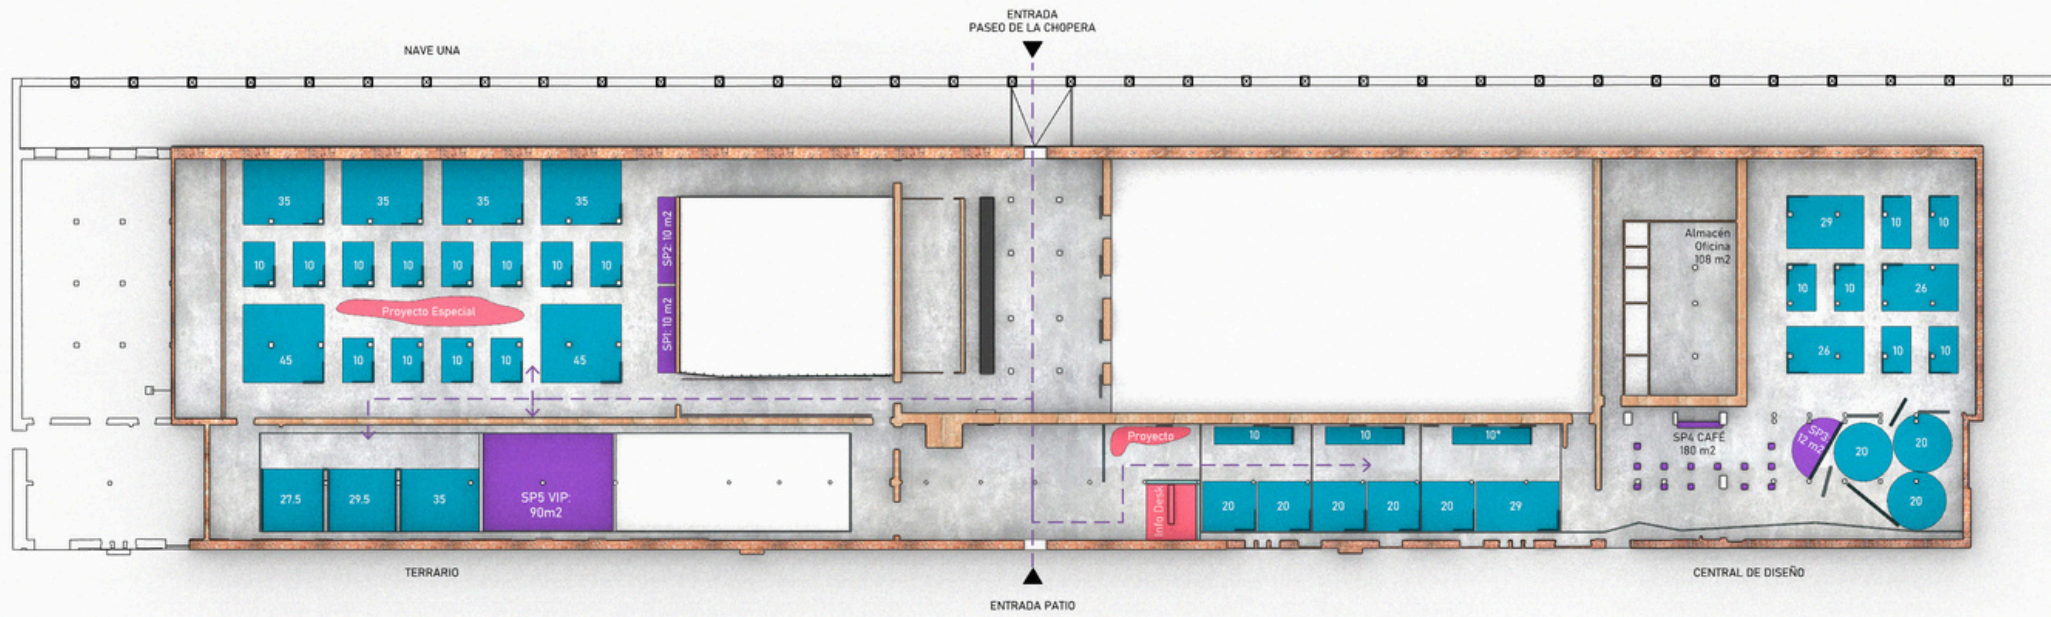 ENTRADA
PASEO DE LA CHOPERA
NAVE UNA
35
35
35
35
10
10
10
10
10
10
10
10
Proyecto Especial
45
10
10
10
10
45
SP2: 10 m2
SP1: 10 m2
Almacén
Oficina
108 m2
29
10
10
10
10
26
26
10
10
27.5
29.5
35
SP5 VIP:
90m2
Proyecto
Info Desk
10
10
10*
20
20
20
20
20
29
SP4 CAFÉ
180 m2
SP3
12 m2
20
20
20
TERRARIO
ENTRADA PATIO
CENTRAL DE DISEÑO